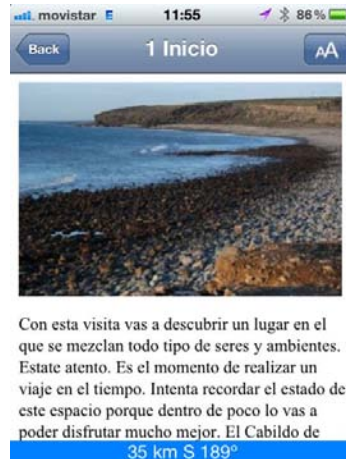 movistar E 11:55 86%
Back 1 Inicio AA
Con esta visita vas a descubrir un lugar en el
que se mezclan todo tipo de seres y ambientes.
Estate atento. Es el momento de realizar un
viaje en el tiempo. Intenta recordar el estado de
este espacio porque dentro de poco lo vas a
poder disfrutar mucho mejor. El Cabildo de
35 km S 189º